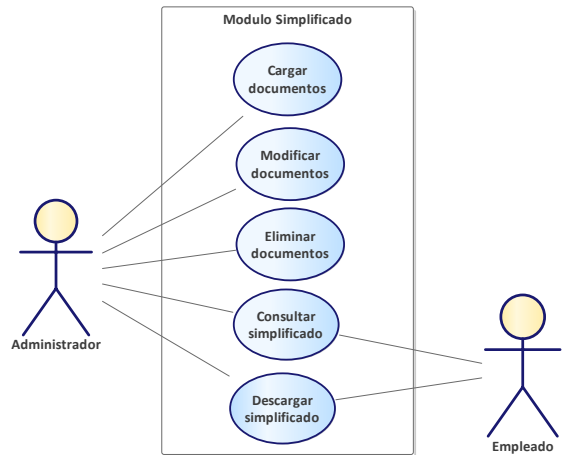 Modulo Simplificado
Cargar
documentos
Modificar
documentos
Eliminar
documentos
Consultar
simplificado
Descargar
simplificado
Administrador
Empleado